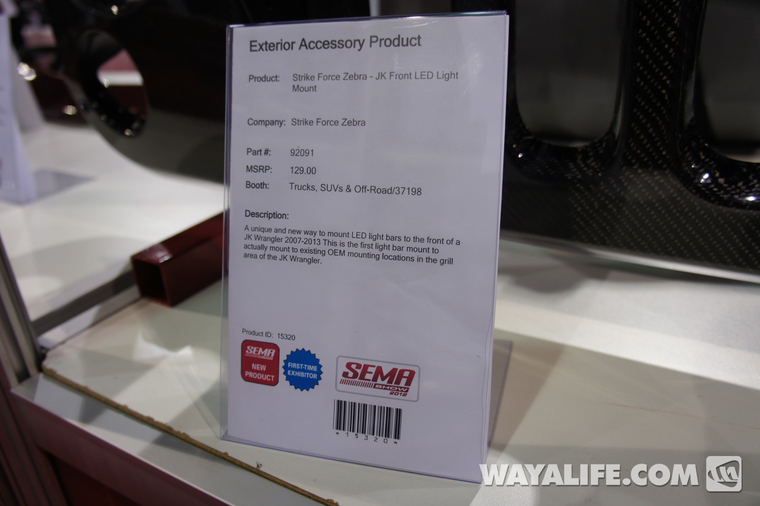 Exterior Accessory Product
Product: Strike Force Zebra - JK Front LED Light
Mount
Company: Strike Force Zebra
Part #: 92091
MSRP: 129.00
Booth: Trucks, SUVs & Off-Road/37198
Description:
A unique and new way to mount LED light bars to the front of a
JK Wrangler 2007-2013 This is the first light bar mount to
actually mount to existing OEM mounting locations in the grill
area of the JK Wrangler.
Product ID: 15320
SEMA
NEW
PRODUCT
FIRST-TIME
EXHIBITOR
SEMA
SHOW
2012
*15320*
WAYALIFE.COM